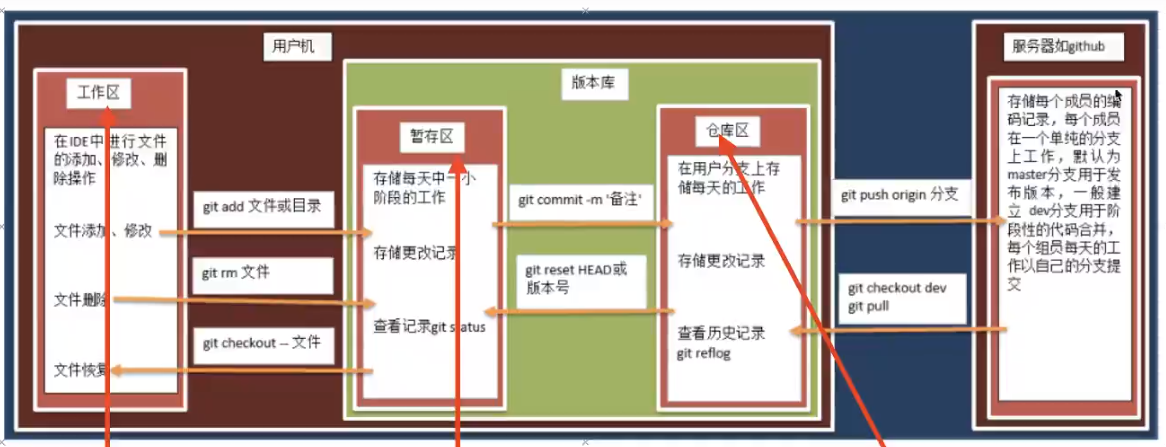 用户机
服务器如github
版本库
工作区
暂存区
仓库区
在IDE中进行文件
的添加、修改、删
除操作
文件添加、修改
文件删除
文件恢复
git add 文件或目录
git rm 文件
git checkout -- 文件
存储每天中一小
阶段的工作
存储更改记录
查看记录git status
git commit -m '备注'
git reset HEAD或
版本号
在用户分支上存
储每天的工作
存储更改记录
查看历史记录
git reflog
git push origin 分支
git checkout dev
git pull
存储每个成员的编
码记录，每个成员
在一个单纯的分支
上工作，默认为
master分支用于发
布版本，一般建
立 dev分支用于阶
段性的代码合并，
每个组员每天的工
作以自己的分支提
交